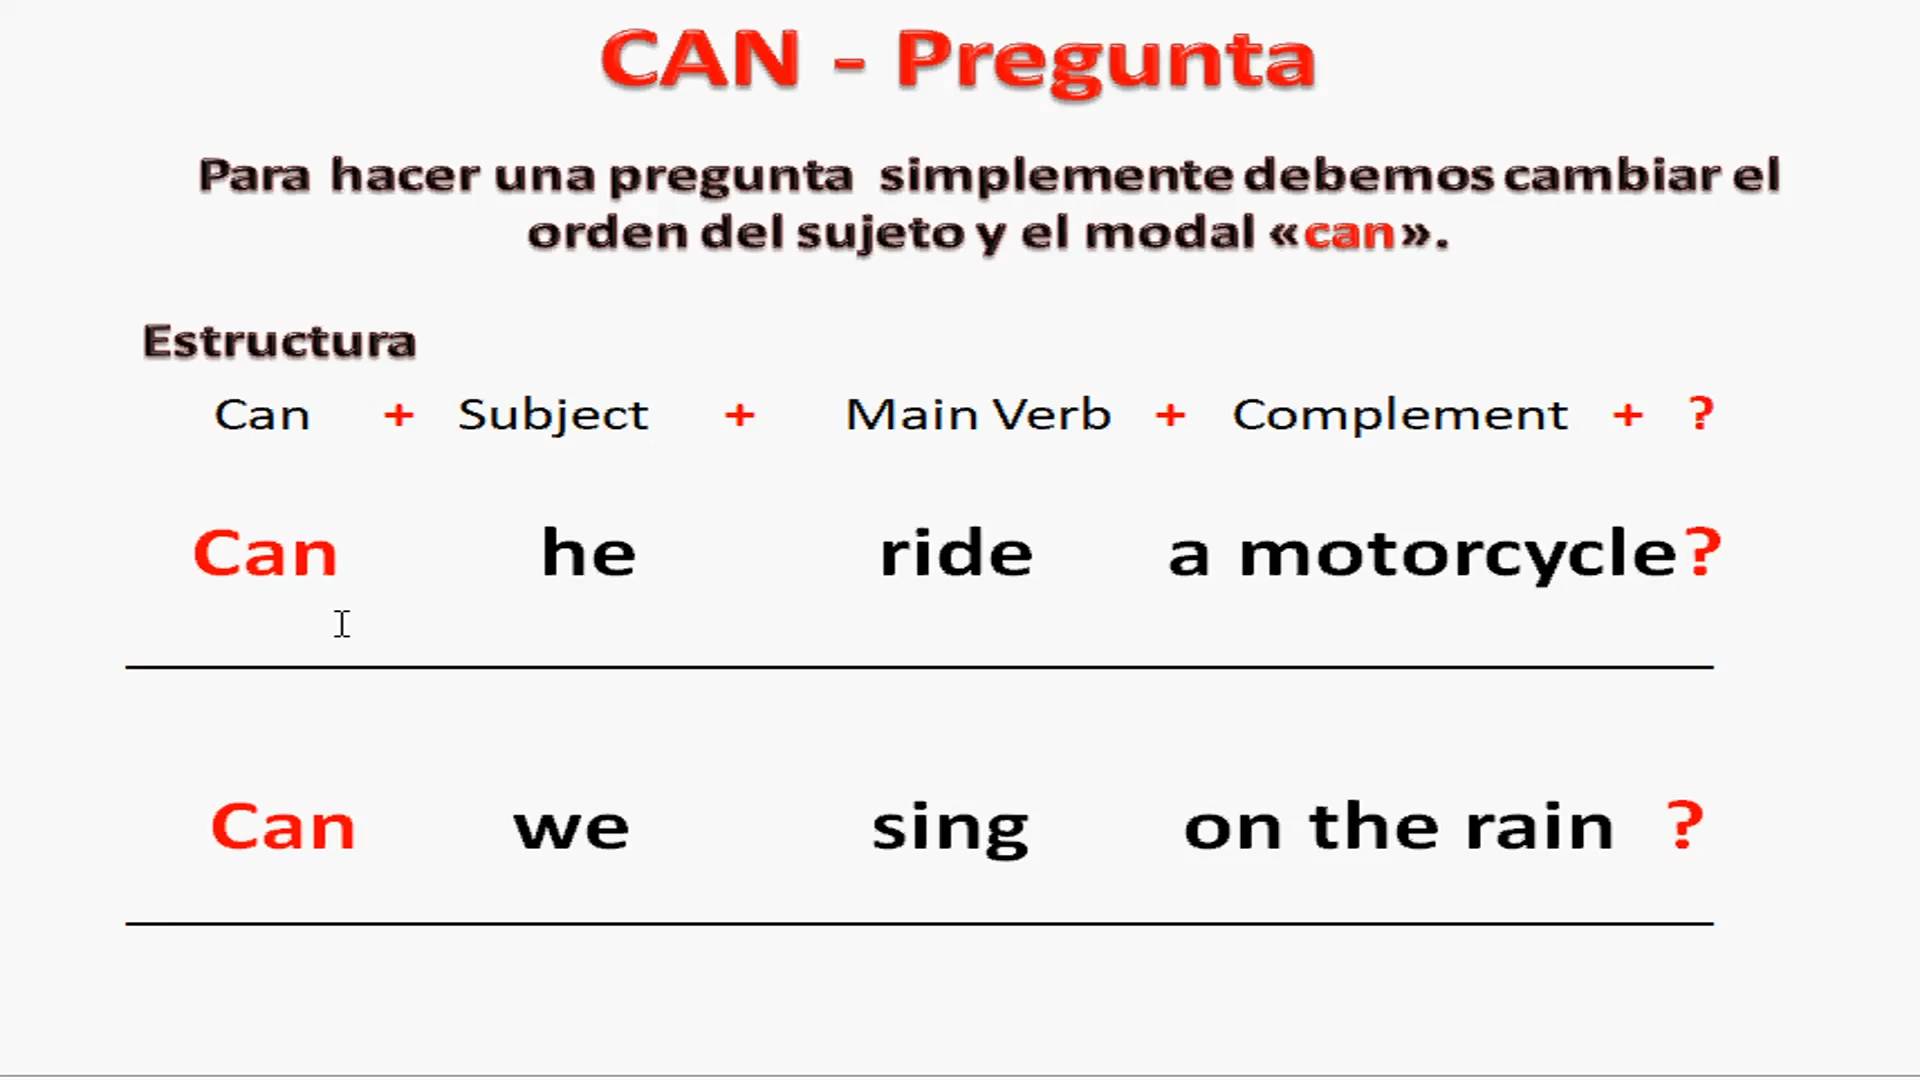 CAN - Pregunta
Para hacer una pregunta simplemente debemos cambiar el
orden del sujeto y el modal «can».
Estructura
Can + Subject + Main Verb + Complement + ?
Can he ride a motorcycle?
Can we sing on the rain ?